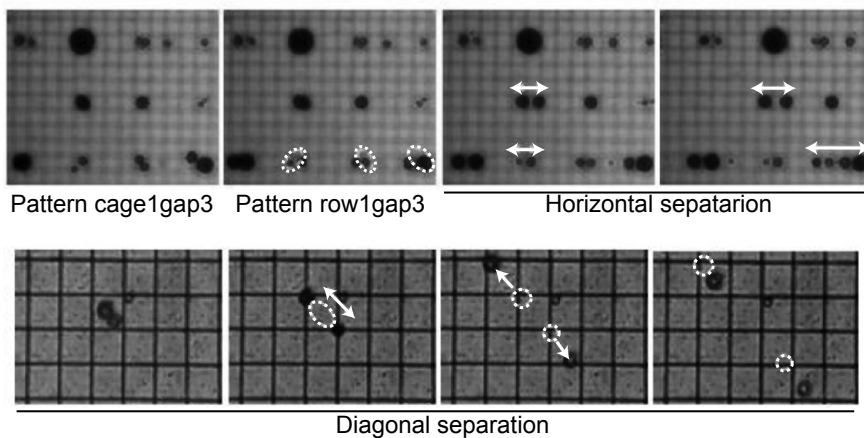 Pattern cage1gap3
Pattern row1gap3
Horizontal sepatarion
Diagonal separation